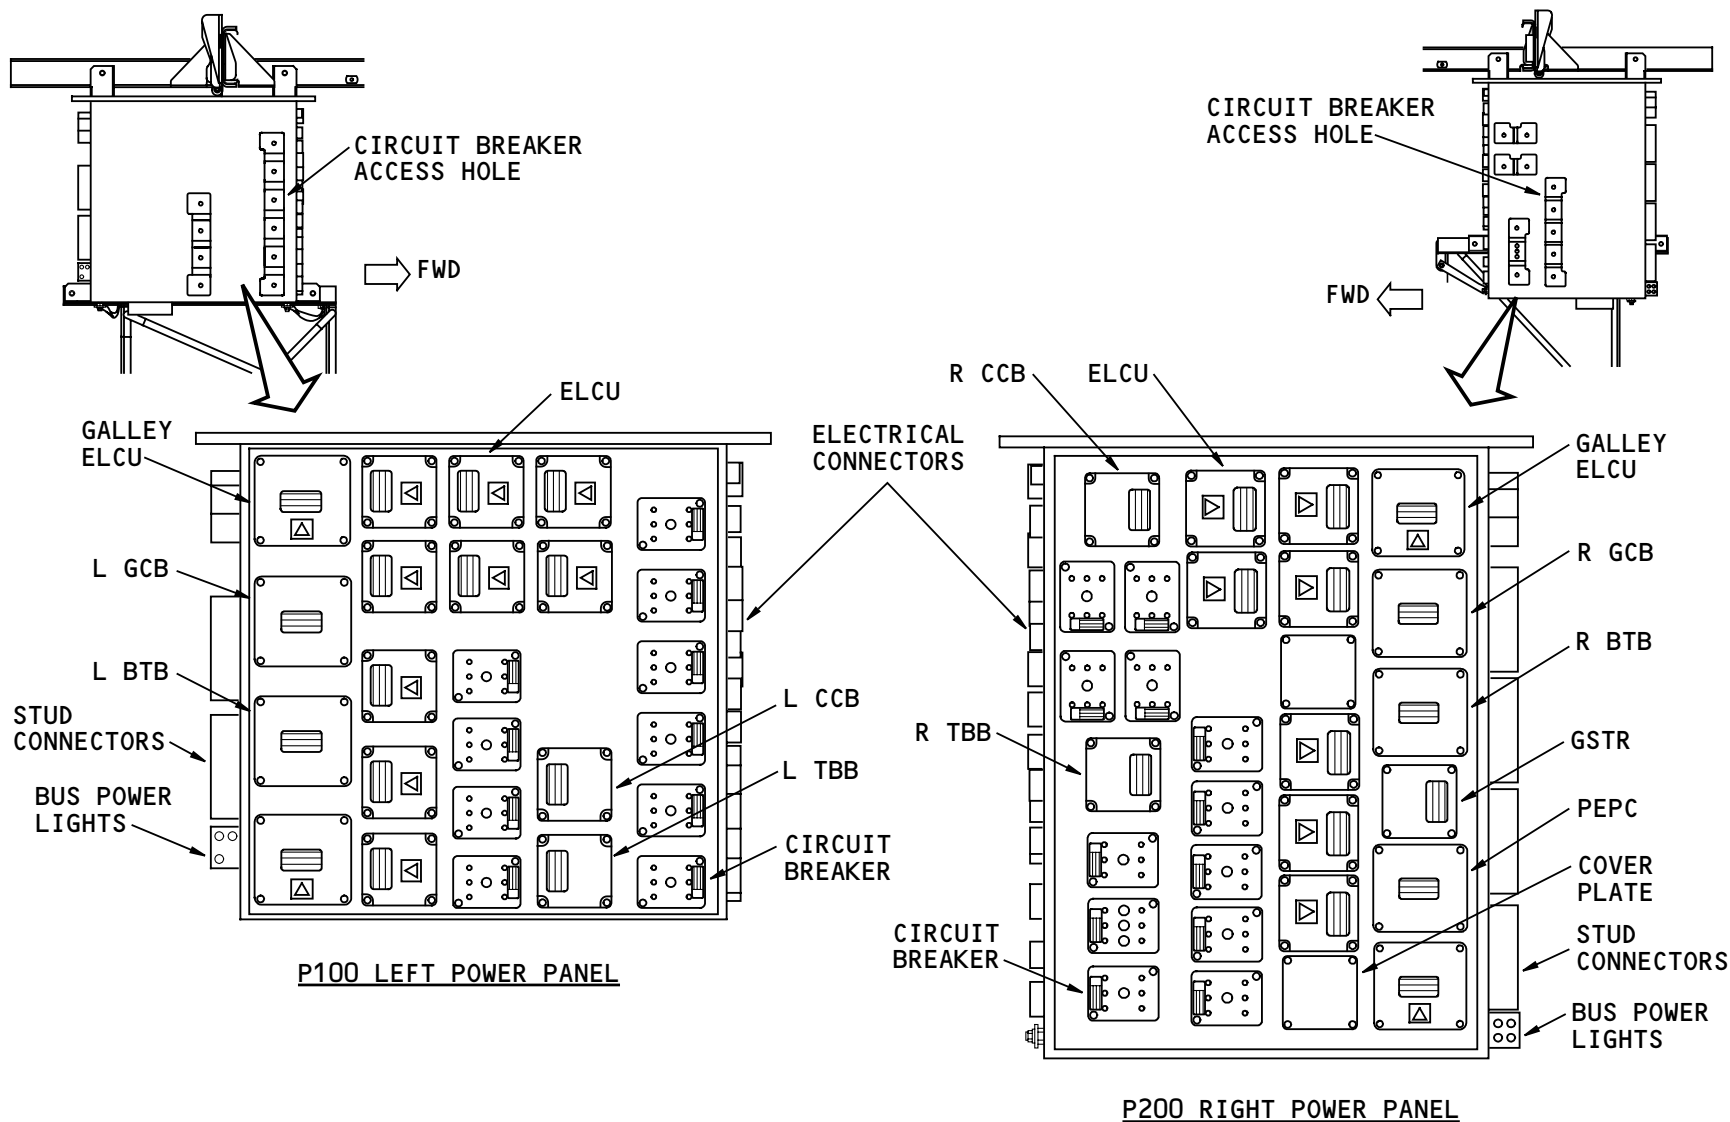 CIRCUIT BREAKER
ACCESS HOLE
FWD
CIRCUIT BREAKER
ACCESS HOLE
FWD
ELCU
GALLEY
ELCU
L GCB
L BTB
STUD
CONNECTORS
BUS POWER
LIGHTS
L CCB
L TBB
CIRCUIT
BREAKER
P100 LEFT POWER PANEL
ELECTRICAL
CONNECTORS
R CCB
ELCU
GALLEY
ELCU
R GCB
R BTB
R TBB
GSTR
PEPC
COVER
PLATE
CIRCUIT
BREAKER
STUD
CONNECTORS
BUS POWER
LIGHTS
P200 RIGHT POWER PANEL